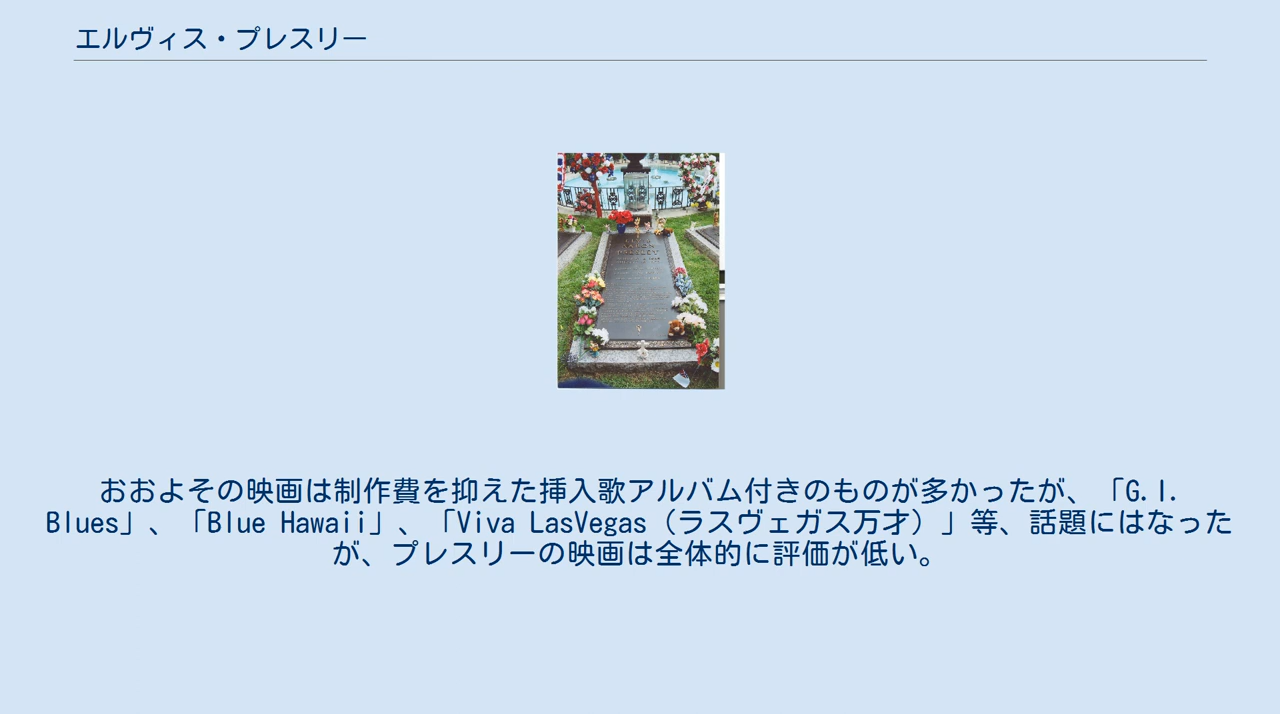 エルヴィス・プレスリー
おおよその映画は制作費を抑えた挿入歌アルバム付きのものが多かったが、「G.I.
Blues」、「Blue Hawaii」、「Viva LasVegas（ラスヴェガス万才）」等、話題にはなった
が、プレスリーの映画は全体的に評価が低い。